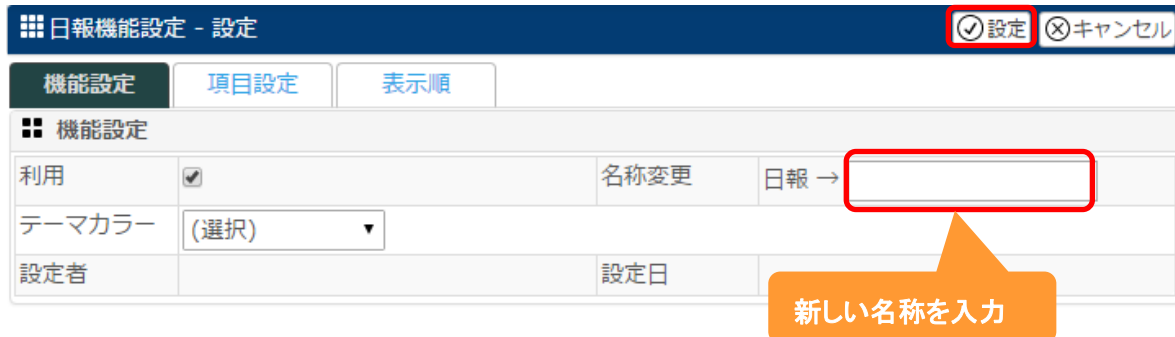 日報機能設定 - 設定 設定 キャンセル
機能設定 項目設定 表示順
機能設定
利用 名称変更 日報 →
テーマカラー (選択)
設定者 設定日
新しい名称を入力